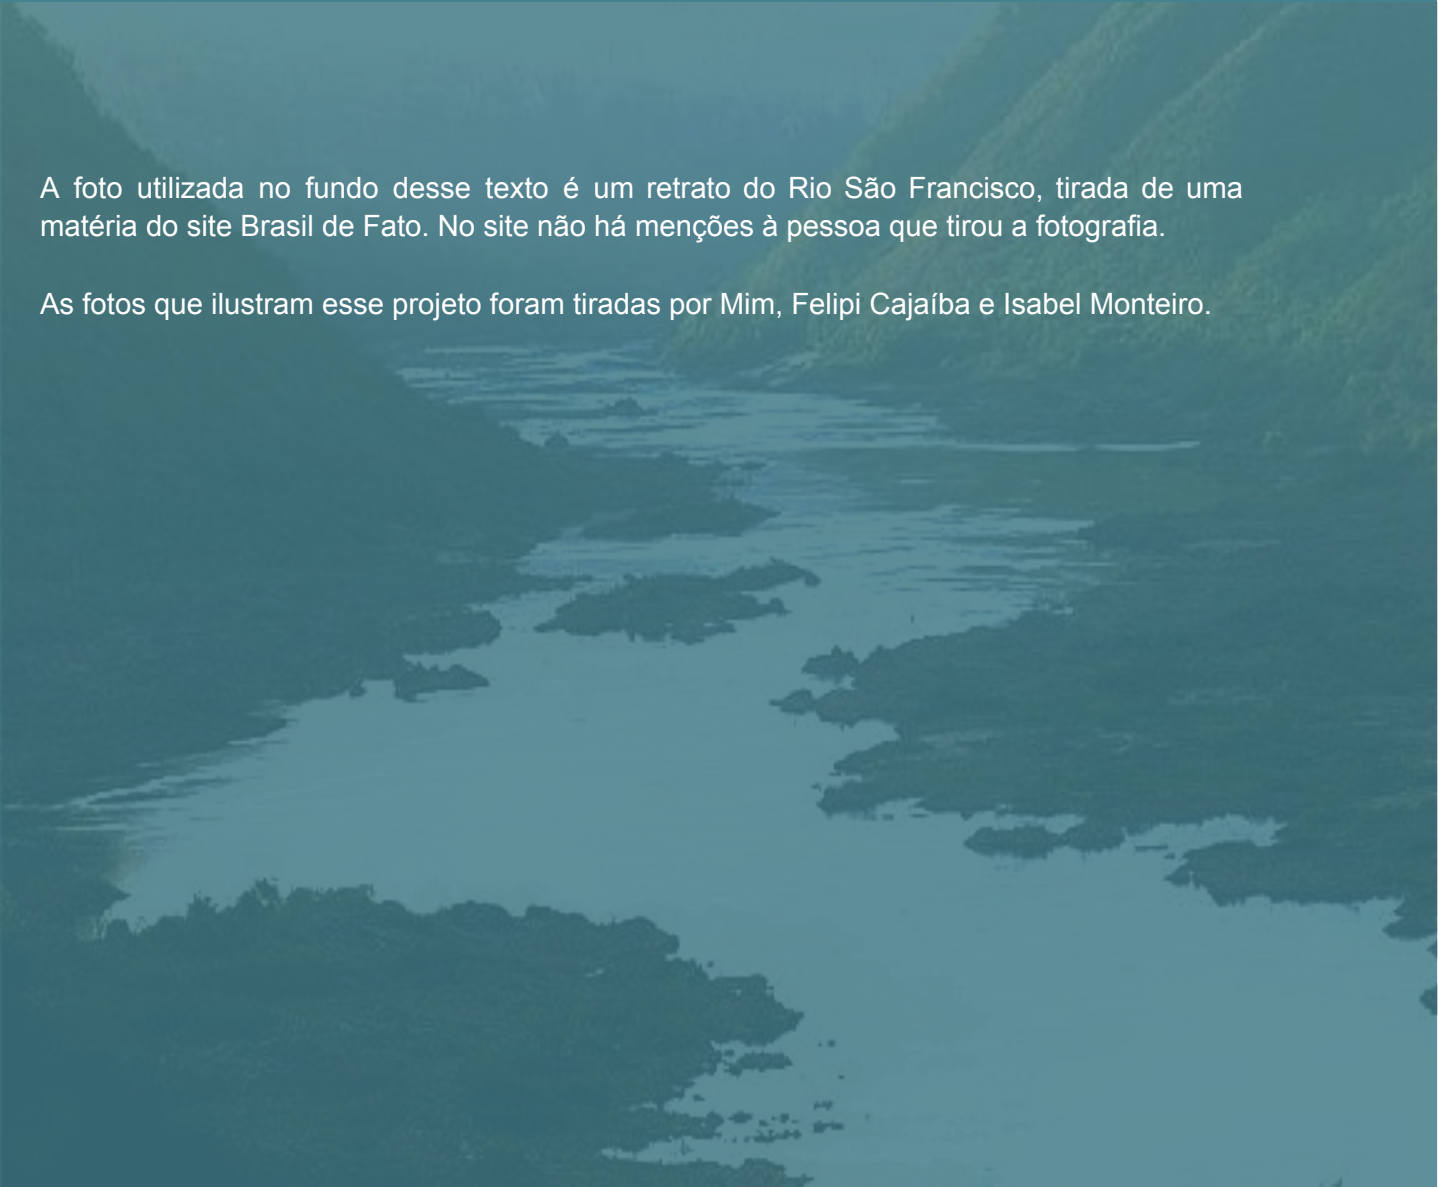 A foto utilizada no fundo desse texto é um retrato do Rio São Francisco, tirada de uma
matéria do site Brasil de Fato. No site não há menções à pessoa que tirou a fotografia.
As fotos que ilustram esse projeto foram tiradas por Mim, Felipi Cajaíba e Isabel Monteiro.